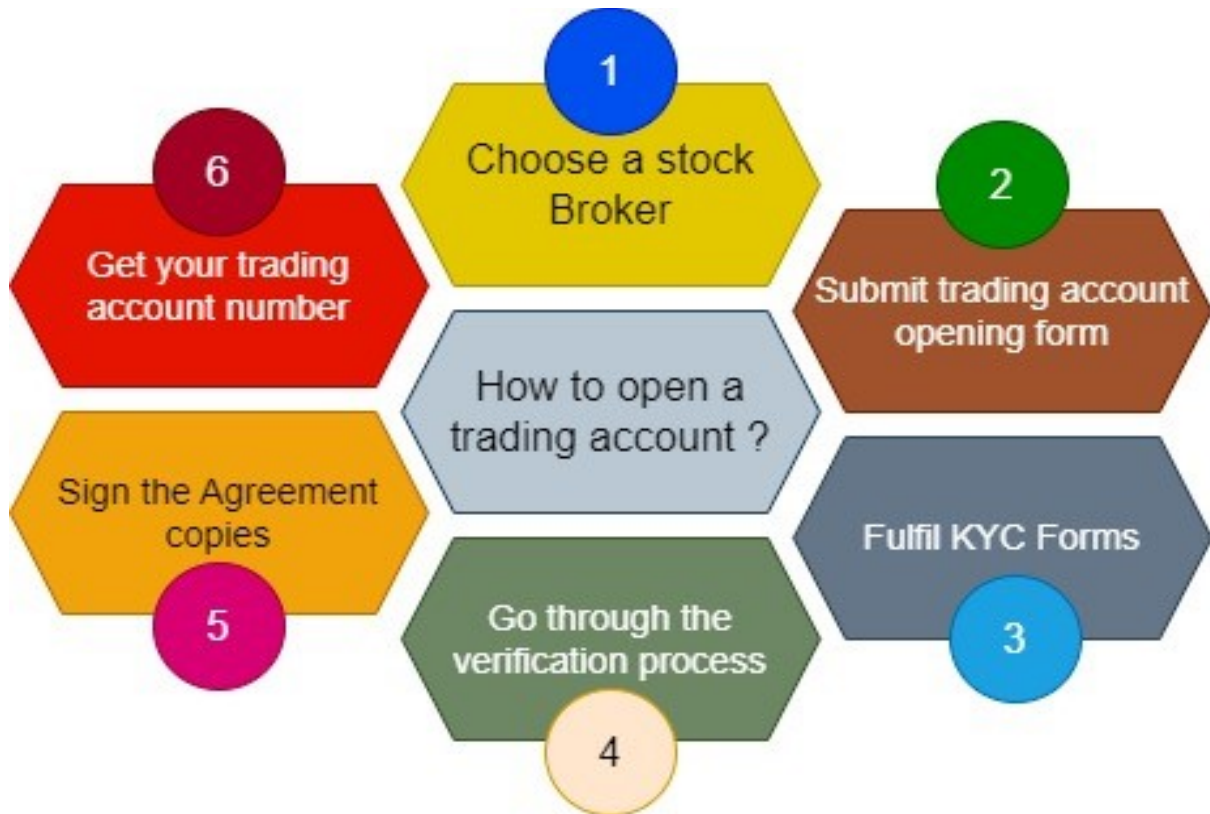 1
Choose a stock
Broker
2
Submit trading account
opening form
3
Fulfil KYC Forms
4
Go through the
verification process
5
Sign the Agreement
copies
6
Get your trading
account number
How to open a
trading account ?